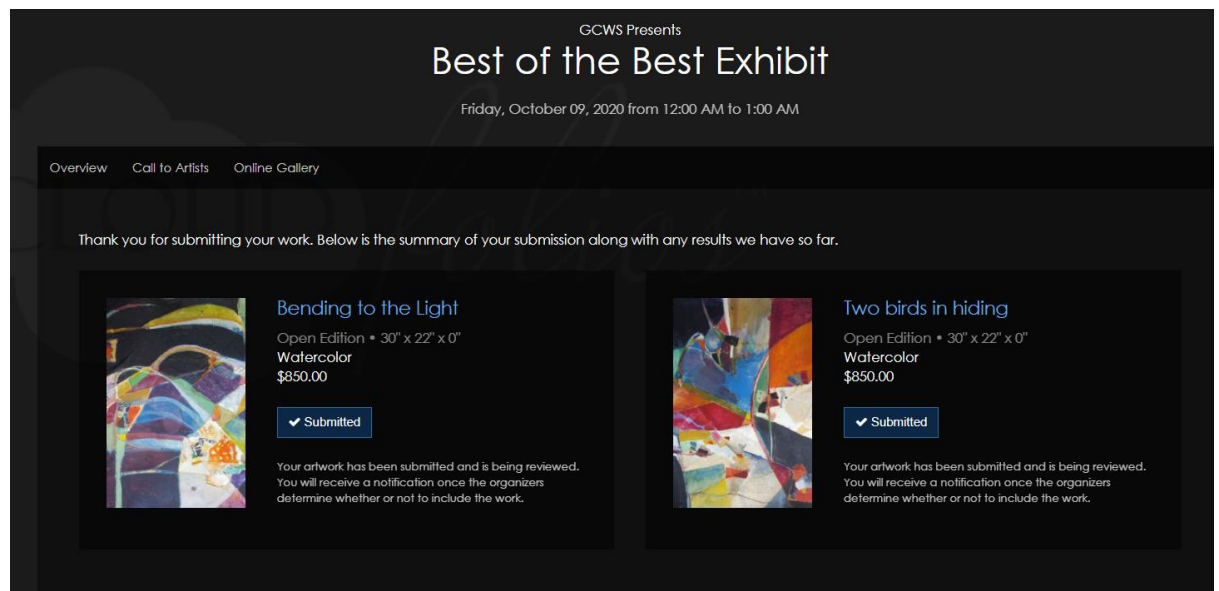 GCWS Presents
Best of the Best Exhibit
Friday, October 09, 2020 from 12:00 AM to 1:00 AM
Overview Call to Artists Online Gallery
CLOUD
folios
Thank you for submitting your work. Below is the summary of your submission along with any results we have so far.
Bending to the Light
Open Edition • 30" x 22" x 0"
Watercolor
$850.00
✔ Submitted
Your artwork has been submitted and is being reviewed.
You will receive a notification once the organizers
determine whether or not to include the work.
Two birds in hiding
Open Edition • 30" x 22" x 0"
Watercolor
$850.00
✔ Submitted
Your artwork has been submitted and is being reviewed.
You will receive a notification once the organizers
determine whether or not to include the work.